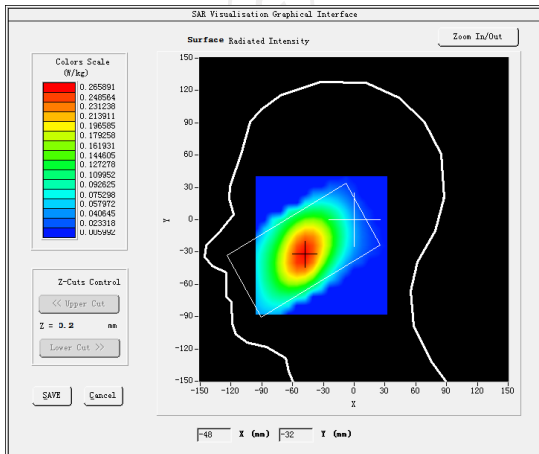 SAR Visualisation Graphical Interface
Surface Radiated Intensity
Zoom In/Out
Colors Scale
(W/kg)
0.265891
0.248564
0.231238
0.213911
0.196585
0.179258
0.161931
0.144605
0.127278
0.109952
0.092625
0.075298
0.057972
0.040645
0.023318
0.005992
Z-Cuts Control
<< Upper Cut
Z = 0.2 mm
Lower Cut >>
SAVE Cancel
150
120
90
60
30
0
-30
-60
-90
-120
-150
Y
-150 -120 -90 -60 -30 0 30 60 90 120 150
X
-48 X (mm) -32 Y (mm)